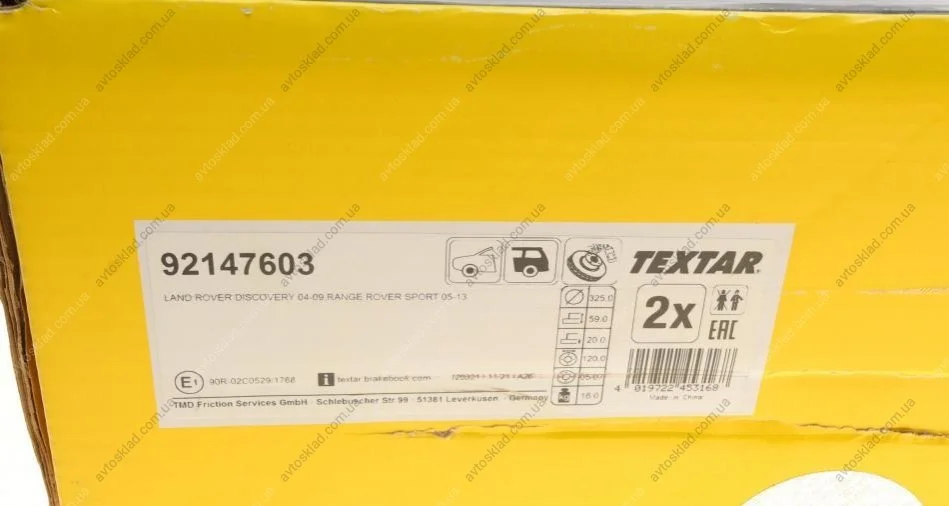 92147603
TEXTAR
LAND ROVER DISCOVERY 04-09 RANGE ROVER SPORT 05-13
325,0
59.0
20.0
120.0
16.0
kg
2x
EAC
E1 90R-02C0529/1768
i textar brakebook.com
4 019722 453168
Made in China
TMD Friction Services GmbH Schlebuscher Str 99 51381 Leverkusen Germany
avtosklad.com.ua